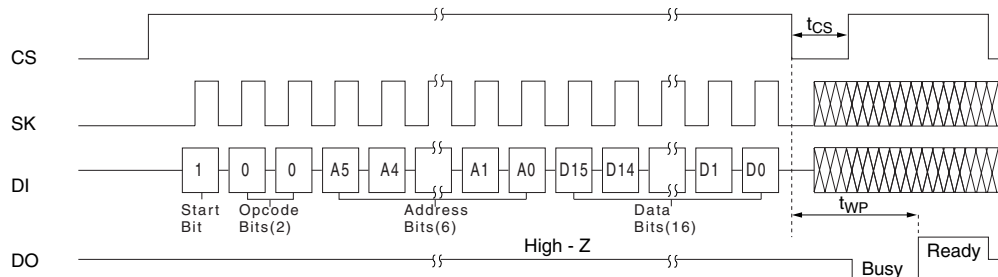 CS
tCS
SK
DI
1 0 0 A5 A4 A1 A0 D15 D14 D1 D0
Start Bit
Opcode Bits(2)
Address Bits(6)
Data Bits(16)
tWP
DO
High - Z
Busy
Ready